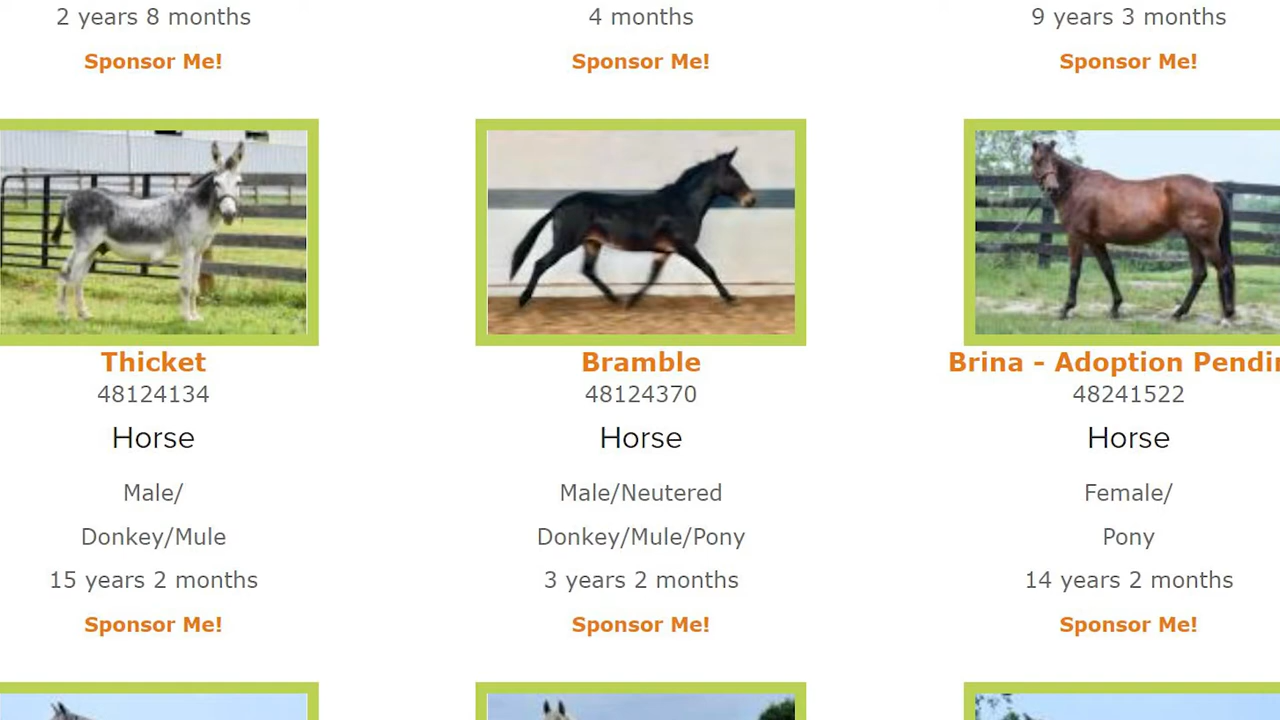 2 years 8 months
4 months
9 years 3 months
Sponsor Me!
Sponsor Me!
Sponsor Me!
Thicket
48124134
Horse
Male/
Donkey/Mule
15 years 2 months
Sponsor Me!
Bramble
48124370
Horse
Male/Neutered
Donkey/Mule/Pony
3 years 2 months
Sponsor Me!
Brina - Adoption
48241522
Horse
Female/
Pony
14 years 2 months
Sponsor Me!